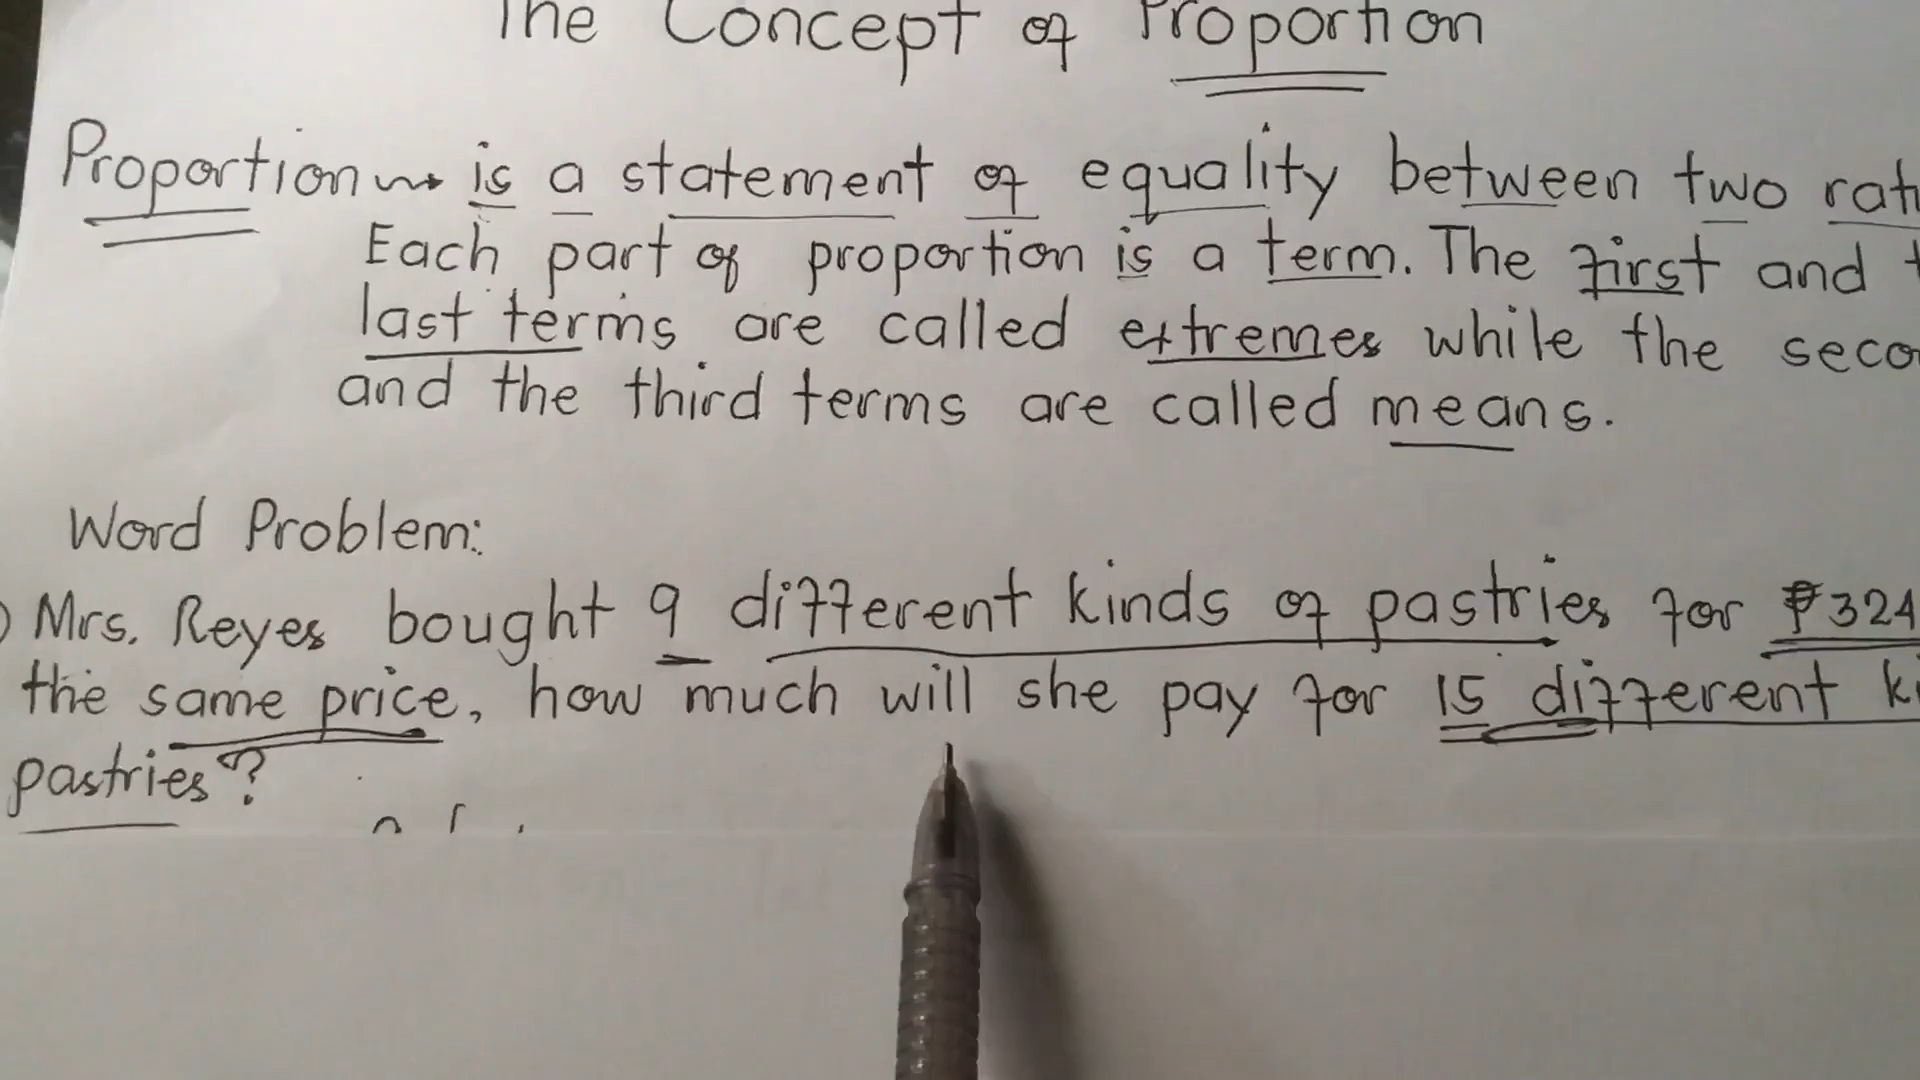 The Concept of Proportion
Proportion is a statement of equality between two
Each part of proportion is a term. The first and
last terms are called extremes while the
and the third terms are called means.
Word Problem:
Mrs. Reyes bought 9 different kinds of pastries for ₱324
the same price, how much will she pay for 15 different
pastries?